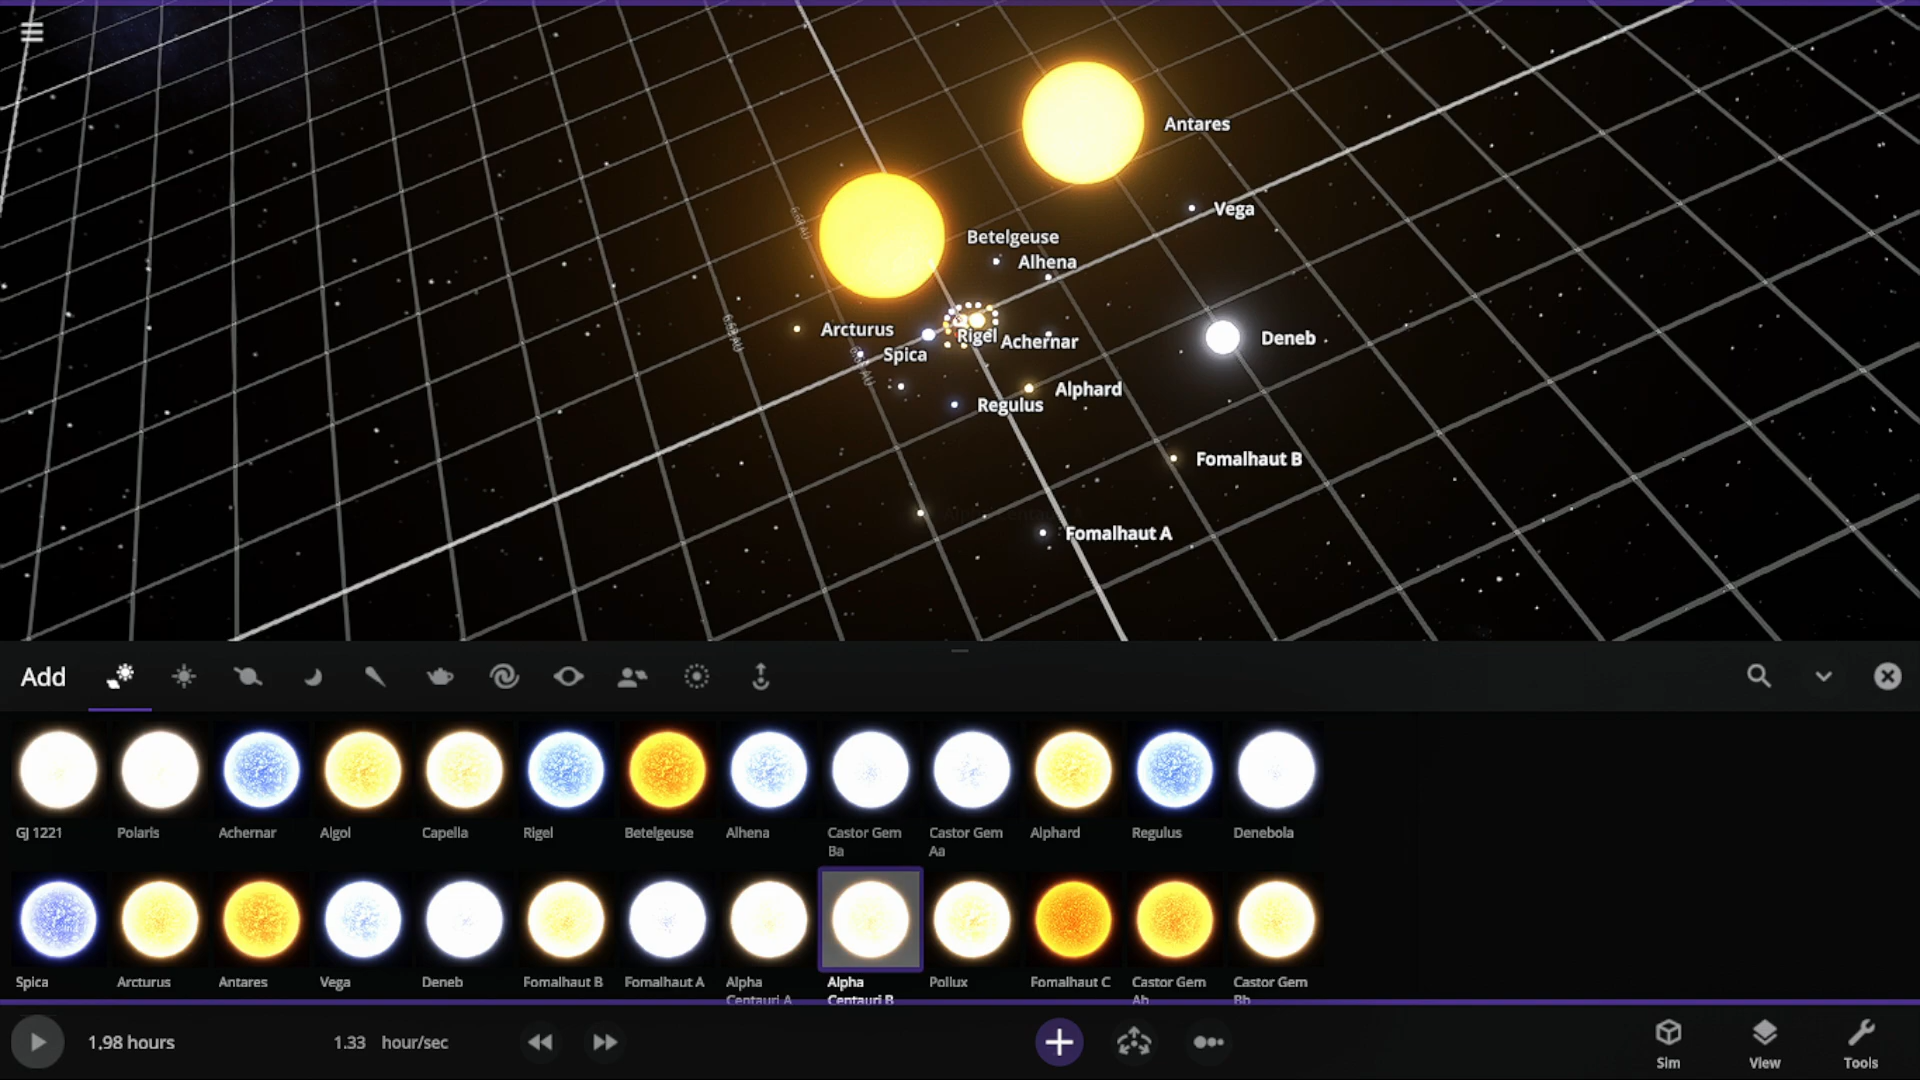 Antares
Vega
Betelgeuse
Alhena
Arcturus
Rigel
Achernar
Deneb
Spica
Alphard
Regulus
Fomalhaut B
Fomalhaut A
Add
GJ 1221
Polaris
Achernar
Algol
Capella
Rigel
Betelgeuse
Alhena
Castor Gem
Ba
Castor Gem
Aa
Alphard
Regulus
Denebola
Spica
Arcturus
Antares
Vega
Deneb
Fomalhaut B
Fomalhaut A
Alpha
Centauri A
Alpha
Centauri B
Pollux
Fomalhaut C
Castor Gem
Ab
Castor Gem
Bb
1.98 hours
1.33 hour/sec
Sim
View
Tools